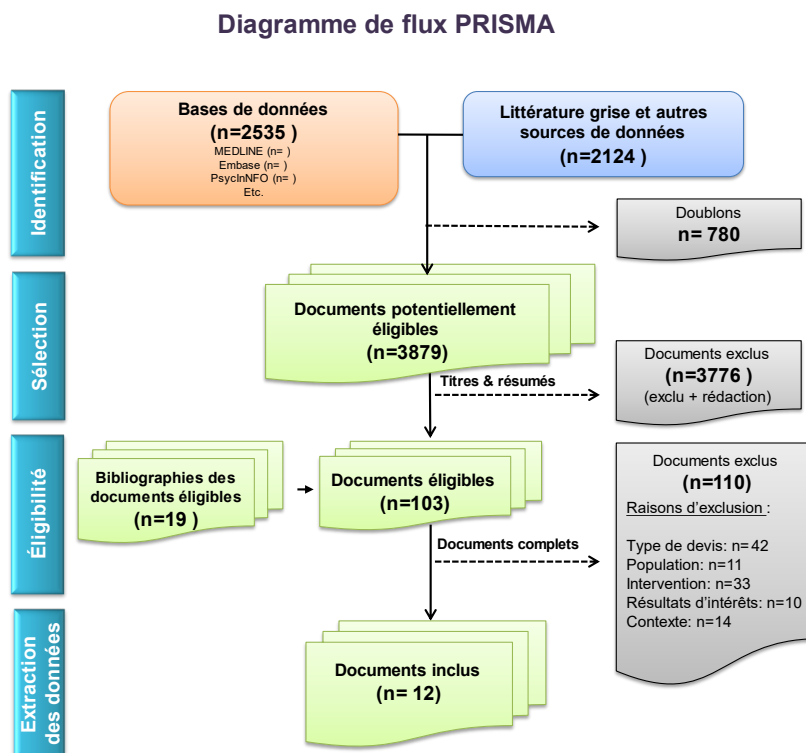 Diagramme de flux PRISMA
Identification
Bases de données
(n=2535 )
MEDLINE (n= )
Embase (n= )
PsycInNFO (n= )
Etc.
Littérature grise et autres
sources de données
(n=2124 )
Doublons
n= 780
Sélection
Documents potentiellement
éligibles
(n=3879)
Titres & résumés
Documents exclus
(n=3776 )
(exclu + rédaction)
Éligibilité
Bibliographies des
documents éligibles
(n=19 )
Documents éligibles
(n=103)
Documents complets
Documents exclus
(n=110)
Raisons d’exclusion :
Type de devis: n= 42
Population: n=11
Intervention: n=33
Résultats d’intérêts: n=10
Contexte: n=14
Extraction
des données
Documents inclus
(n= 12)